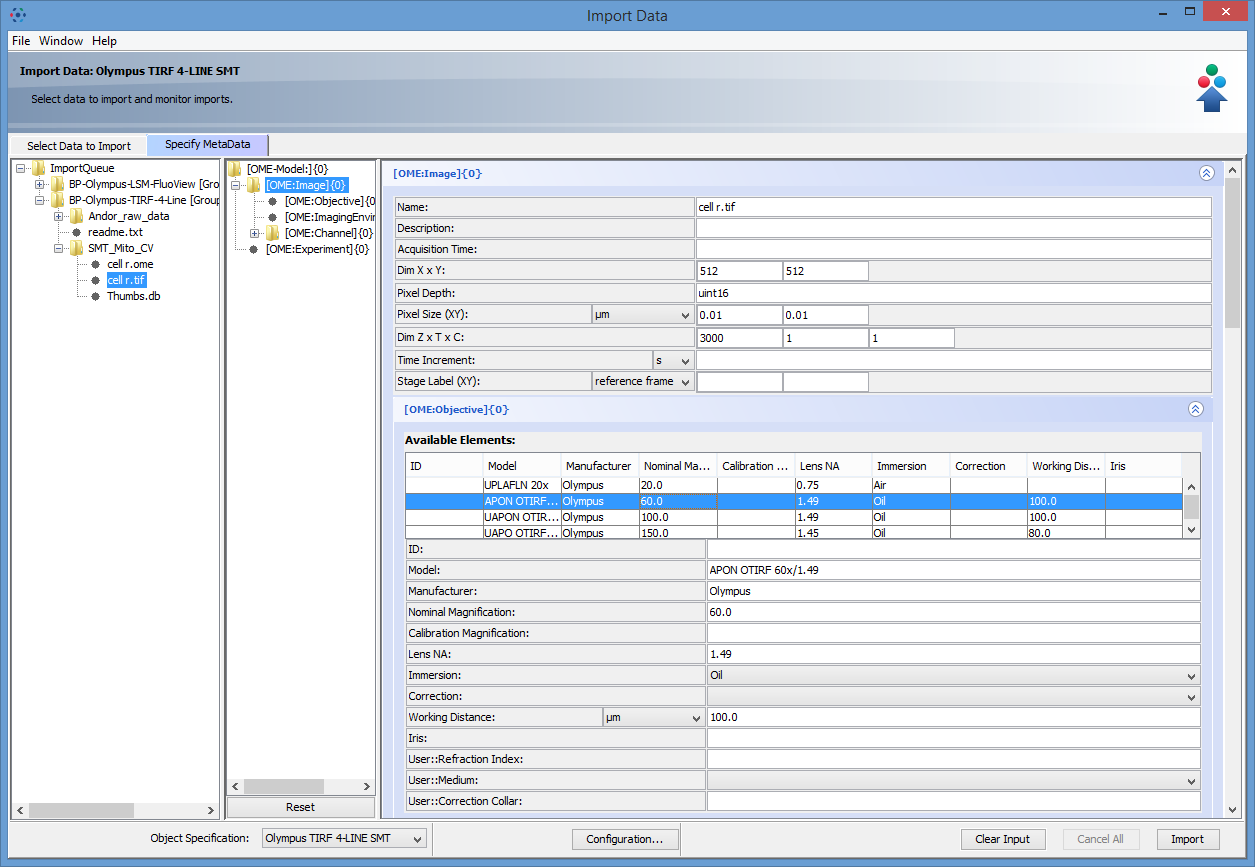 Import Data
File Window Help
Import Data: Olympus TIRF 4-LINE SMT
Select data to import and monitor imports.
Select Data to Import
Specify MetaData
ImportQueue
BP-Olympus-LSM-FluoView [Gro
BP-Olympus-TIRF-4-Line [Group
Andor_raw_data
readme.txt
SMT_Mito_CV
cell r.ome
cell r.tif
Thumbs.db
[OME-Model:]{0}
[OME:Image]{0}
[OME:Objective]{0
[OME:ImagingEnvir
[OME:Channel]{0}
[OME:Experiment]{0}
Reset
[OME:Image]{0}
Name: cell r.tif
Description:
Acquisition Time:
Dim X x Y: 512 512
Pixel Depth: uint16
Pixel Size (XY): µm 0.01 0.01
Dim Z x T x C: 3000 1 1
Time Increment: s
Stage Label (XY): reference frame
[OME:Objective]{0}
Available Elements:
ID Model Manufacturer Nominal Ma... Calibration ... Lens NA Immersion Correction Working Dis... Iris
UPLAFLN 20x Olympus 20.0 0.75 Air
APON OTIRF... Olympus 60.0 1.49 Oil 100.0
UAPON OTIR... Olympus 100.0 1.49 Oil 100.0
UAPO OTIRF... Olympus 150.0 1.45 Oil 80.0
ID:
Model: APON OTIRF 60x/1.49
Manufacturer: Olympus
Nominal Magnification: 60.0
Calibration Magnification:
Lens NA: 1.49
Immersion: Oil
Correction:
Working Distance: µm 100.0
Iris:
User::Refraction Index:
User::Medium:
User::Correction Collar:
Object Specification: Olympus TIRF 4-LINE SMT Configuration... Clear Input Cancel All Import